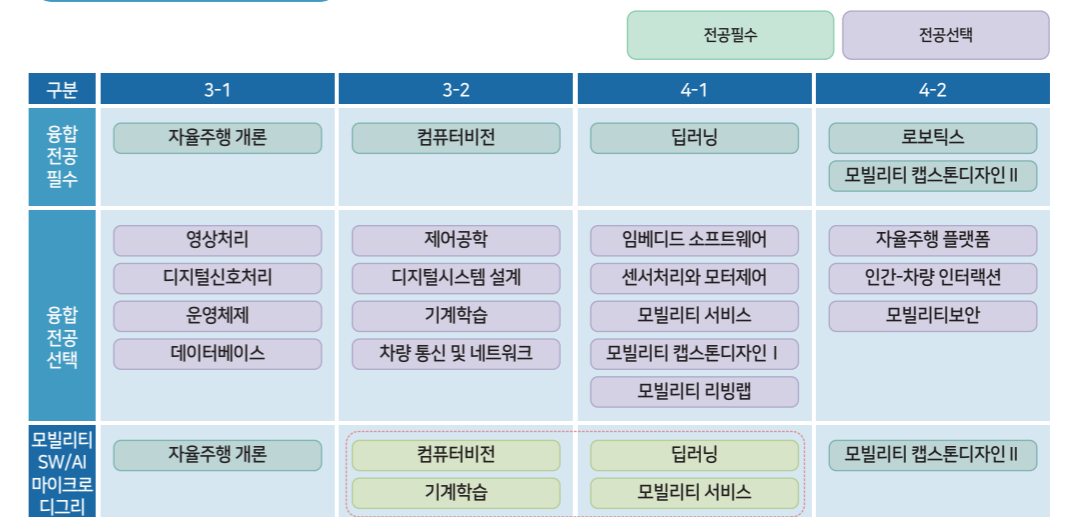 전공필수
전공선택
구분
3-1
3-2
4-1
4-2
융합
전공
필수
자율주행 개론
컴퓨터비전
딥러닝
로보틱스
모빌리티 캡스톤디자인 II
융합
전공
선택
영상처리
제어공학
임베디드 소프트웨어
자율주행 플랫폼
디지털신호처리
디지털시스템 설계
센서처리와 모터제어
인간-차량 인터랙션
운영체제
기계학습
모빌리티 서비스
모빌리티보안
데이터베이스
차량 통신 및 네트워크
모빌리티 캡스톤디자인 I
모빌리티 리빙랩
모빌리티
SW/AI
마이크로
디그리
자율주행 개론
컴퓨터비전
딥러닝
모빌리티 캡스톤디자인 II
기계학습
모빌리티 서비스